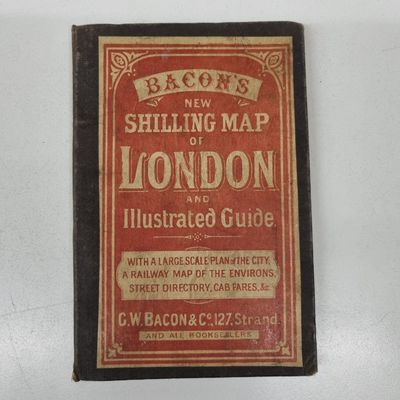 BACON'S
NEW
SHILLING MAP
OF
LONDON
AND
Illustrated Guide.
WITH A LARGE SCALE PLAN of THE CITY,
A RAILWAY MAP OF THE ENVIRONS,
STREET DIRECTORY, CAB FARES, &c
G.W. BACON & Co. 127, Strand.
AND ALL BOOKSELLERS